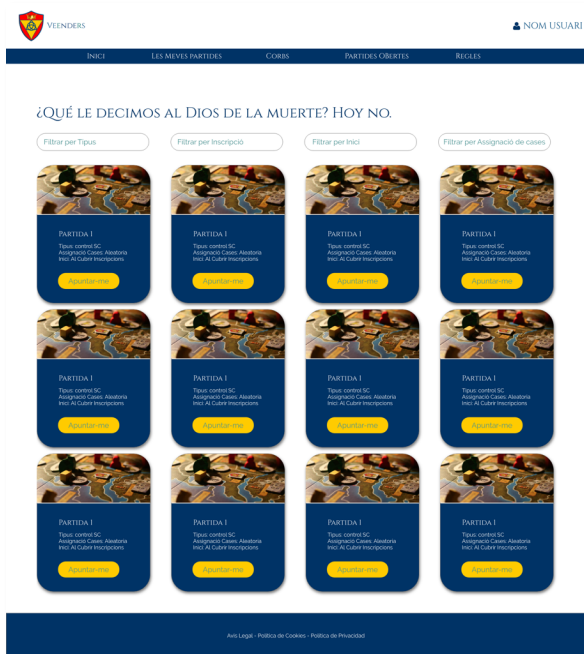 Veenders
NOM USUARI
Inici Les Meves partides Corbs Partides OBertes Regles
¿Qué le decimos al Dios de la muerte? Hoy no.
Filtrar per Tipus Filtrar per Inscripció Filtrar per Inici Filtrar per Assignació de cases
Partida 1 Partida 1 Partida 1 Partida 1
Tipus: control SC Tipus: control SC Tipus: control SC Tipus: control SC
Assignació Cases: Aleatoria Assignació Cases: Aleatoria Assignació Cases: Aleatoria Assignació Cases: Aleatoria
Inici: Al Cubrir Inscripcions Inici: Al Cubrir Inscripcions Inici: Al Cubrir Inscripcions Inici: Al Cubrir Inscripcions
Apuntar-me Apuntar-me Apuntar-me Apuntar-me
Partida 1 Partida 1 Partida 1 Partida 1
Tipus: control SC Tipus: control SC Tipus: control SC Tipus: control SC
Assignació Cases: Aleatoria Assignació Cases: Aleatoria Assignació Cases: Aleatoria Assignació Cases: Aleatoria
Inici: Al Cubrir Inscripcions Inici: Al Cubrir Inscripcions Inici: Al Cubrir Inscripcions Inici: Al Cubrir Inscripcions
Apuntar-me Apuntar-me Apuntar-me Apuntar-me
Partida 1 Partida 1 Partida 1 Partida 1
Tipus: control SC Tipus: control SC Tipus: control SC Tipus: control SC
Assignació Cases: Aleatoria Assignació Cases: Aleatoria Assignació Cases: Aleatoria Assignació Cases: Aleatoria
Inici: Al Cubrir Inscripcions Inici: Al Cubrir Inscripcions Inici: Al Cubrir Inscripcions Inici: Al Cubrir Inscripcions
Apuntar-me Apuntar-me Apuntar-me Apuntar-me
Avis Legal - Política de Cookies - Política de Privacidad